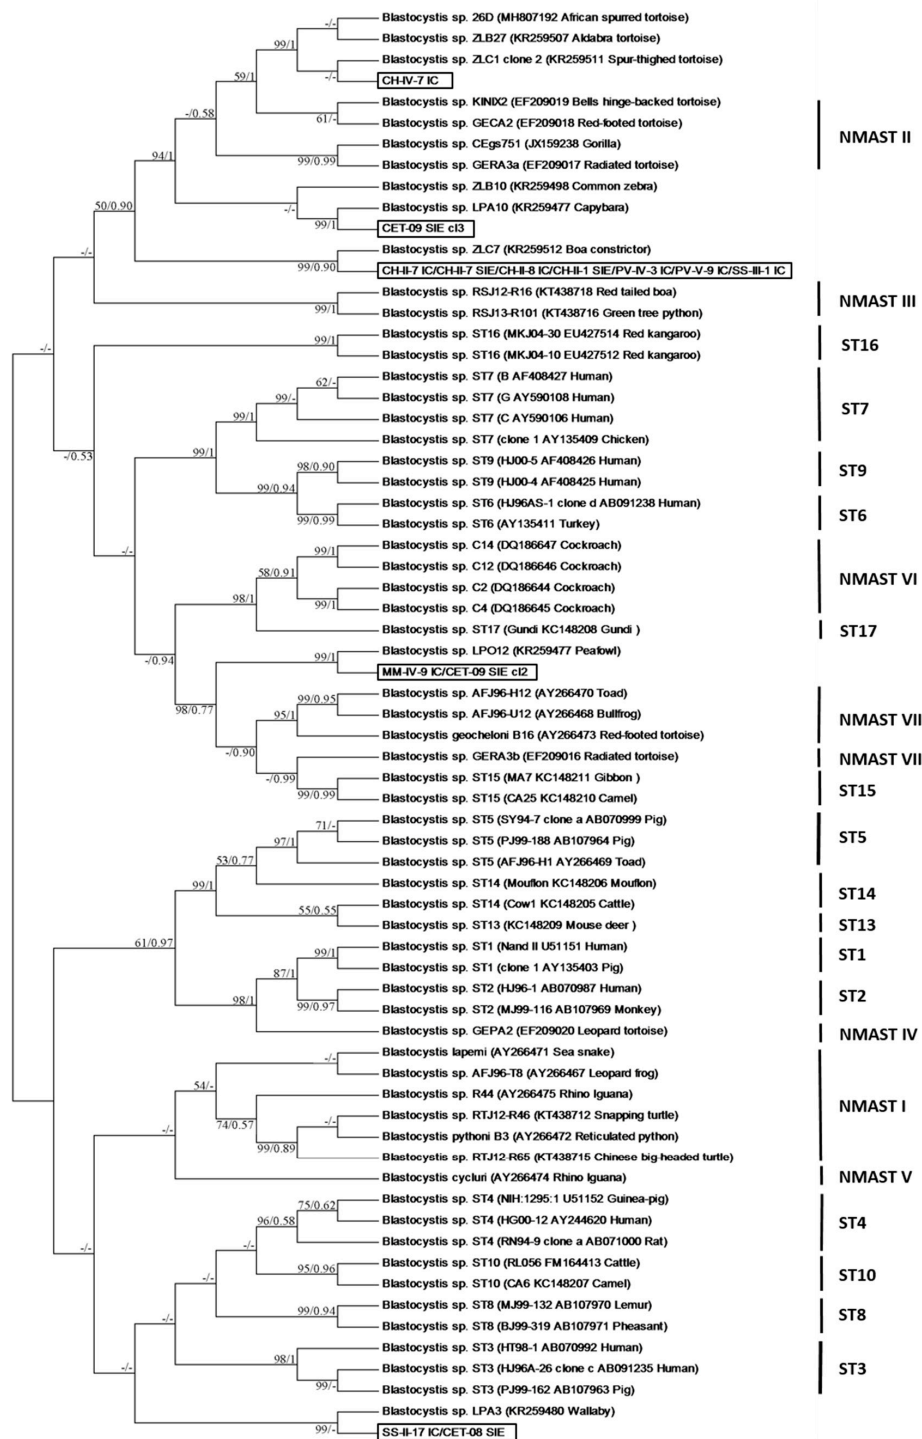 Blastocystis sp. 26D (MH807192 African spurred tortoise)
Blastocystis sp. ZLB27 (KR259507 Aldabra tortoise)
Blastocystis sp. ZLC1 clone 2 (KR259511 Spur-thighed tortoise)
CH-IV-7 IC
Blastocystis sp. KINIX2 (EF209019 Bells hinge-backed tortoise)
Blastocystis sp. GECA2 (EF209018 Red-footed tortoise)
Blastocystis sp. CEgs751 (JX159238 Gorilla)
Blastocystis sp. GERA3a (EF209017 Radiated tortoise)
NMAST II
Blastocystis sp. ZLB10 (KR259498 Common zebra)
Blastocystis sp. LPA10 (KR259477 Capybara)
CET-09 SIE cl3
Blastocystis sp. ZLC7 (KR259512 Boa constrictor)
CH-II-7 IC/CH-II-7 SIE/CH-II-8 IC/CH-II-1 SIE/PV-IV-3 IC/PV-V-9 IC/SS-III-1 IC
Blastocystis sp. RSJ12-R16 (KT438718 Red tailed boa)
Blastocystis sp. RSJ13-R101 (KT438716 Green tree python)
NMAST III
Blastocystis sp. ST16 (MKJ04-30 EU427514 Red kangaroo)
Blastocystis sp. ST16 (MKJ04-10 EU427512 Red kangaroo)
ST16
Blastocystis sp. ST7 (B AF408427 Human)
Blastocystis sp. ST7 (G AY590108 Human)
Blastocystis sp. ST7 (C AY590106 Human)
Blastocystis sp. ST7 (clone 1 AY135409 Chicken)
ST7
Blastocystis sp. ST9 (HJ00-5 AF408426 Human)
Blastocystis sp. ST9 (HJ00-4 AF408425 Human)
ST9
Blastocystis sp. ST6 (HJ96AS-1 clone d AB091238 Human)
Blastocystis sp. ST6 (AY135411 Turkey)
ST6
Blastocystis sp. C14 (DQ186647 Cockroach)
Blastocystis sp. C12 (DQ186646 Cockroach)
Blastocystis sp. C2 (DQ186644 Cockroach)
Blastocystis sp. C4 (DQ186645 Cockroach)
NMAST VI
Blastocystis sp. ST17 (Gundi KC148208 Gundi )
ST17
Blastocystis sp. LPO12 (KR259477 Peafowl)
MM-IV-9 IC/CET-09 SIE cl2
Blastocystis sp. AFJ96-H12 (AY266470 Toad)
Blastocystis sp. AFJ96-U12 (AY266468 Bullfrog)
Blastocystis geocheloni B16 (AY266473 Red-footed tortoise)
NMAST VII
Blastocystis sp. GERA3b (EF209016 Radiated tortoise)
NMAST VII
Blastocystis sp. ST15 (MA7 KC148211 Gibbon )
Blastocystis sp. ST15 (CA25 KC148210 Camel)
ST15
Blastocystis sp. ST5 (SY94-7 clone a AB070999 Pig)
Blastocystis sp. ST5 (PJ99-188 AB107964 Pig)
Blastocystis sp. ST5 (AFJ96-H1 AY266469 Toad)
ST5
Blastocystis sp. ST14 (Mouflon KC148206 Mouflon)
Blastocystis sp. ST14 (Cow1 KC148205 Cattle)
ST14
Blastocystis sp. ST13 (KC148209 Mouse deer )
ST13
Blastocystis sp. ST1 (Nand II U51151 Human)
Blastocystis sp. ST1 (clone 1 AY135403 Pig)
ST1
Blastocystis sp. ST2 (HJ96-1 AB070987 Human)
Blastocystis sp. ST2 (MJ99-116 AB107969 Monkey)
ST2
Blastocystis sp. GEPA2 (EF209020 Leopard tortoise)
NMAST IV
Blastocystis lapemi (AY266471 Sea snake)
Blastocystis sp. AFJ96-T8 (AY266467 Leopard frog)
Blastocystis sp. R44 (AY266475 Rhino Iguana)
Blastocystis sp. RTJ12-R46 (KT438712 Snapping turtle)
Blastocystis pythoni B3 (AY266472 Reticulated python)
Blastocystis sp. RTJ12-R65 (KT438715 Chinese big-headed turtle)
NMAST I
Blastocystis cycluri (AY266474 Rhino Iguana)
NMAST V
Blastocystis sp. ST4 (NIH:1295:1 U51152 Guinea-pig)
Blastocystis sp. ST4 (HG00-12 AY244620 Human)
Blastocystis sp. ST4 (RN94-9 clone a AB071000 Rat)
ST4
Blastocystis sp. ST10 (RL056 FM164413 Cattle)
Blastocystis sp. ST10 (CA6 KC148207 Camel)
ST10
Blastocystis sp. ST8 (MJ99-132 AB107970 Lemur)
Blastocystis sp. ST8 (BJ99-319 AB107971 Pheasant)
ST8
Blastocystis sp. ST3 (HT98-1 AB070992 Human)
Blastocystis sp. ST3 (HJ96A-26 clone c AB091235 Human)
Blastocystis sp. ST3 (PJ99-162 AB107963 Pig)
ST3
Blastocystis sp. LPA3 (KR259480 Wallaby)
SS-II-17 IC/CET-08 SIE
-/-
99/1
-/-
59/1
61/-
-/0.58
99/0.99
94/1
-/-
99/1
50/0.90
99/0.90
-/-
99/1
-/-
99/1
-/0.53
62/-
99/-
99/1
99/1
98/0.90
99/0.94
99/0.99
-/-
99/1
58/0.91
99/1
98/1
-/0.94
99/1
98/0.77
99/0.95
95/1
-/0.90
-/0.99
99/0.99
71/-
97/1
53/0.77
99/1
55/0.55
61/0.97
99/1
87/1
99/0.97
98/1
-/-
54/-
74/0.57
-/-
99/0.89
-/-
75/0.62
96/0.58
-/-
95/0.96
-/-
99/0.94
-/-
98/1
99/-
-/-
99/-